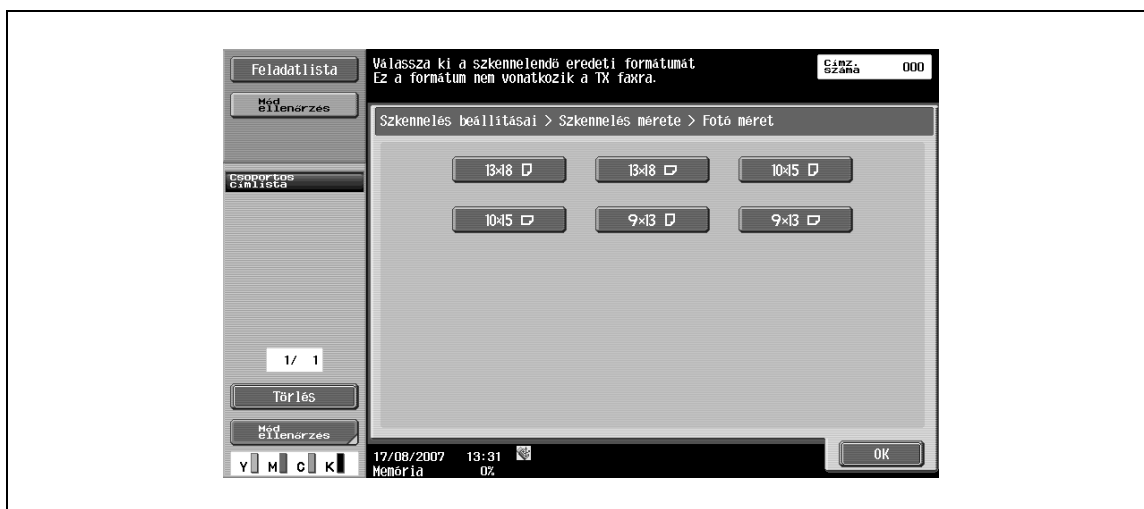 Feladatlista
Mód
ellenőrzés
Válassza ki a szkennelendő eredeti formátumát
Ez a formátum nem vonatkozik a TX faxra.
Címz.
száma 000
Szkennelés beállításai > Szkennelés mérete > Fotó méret
Csoportos
címlista
13×18 13×18 10×15
10×15 9×13 9×13
1/ 1
Törlés
Mód
ellenőrzés
Y M C K
17/08/2007 13:31
Memória 0%
OK